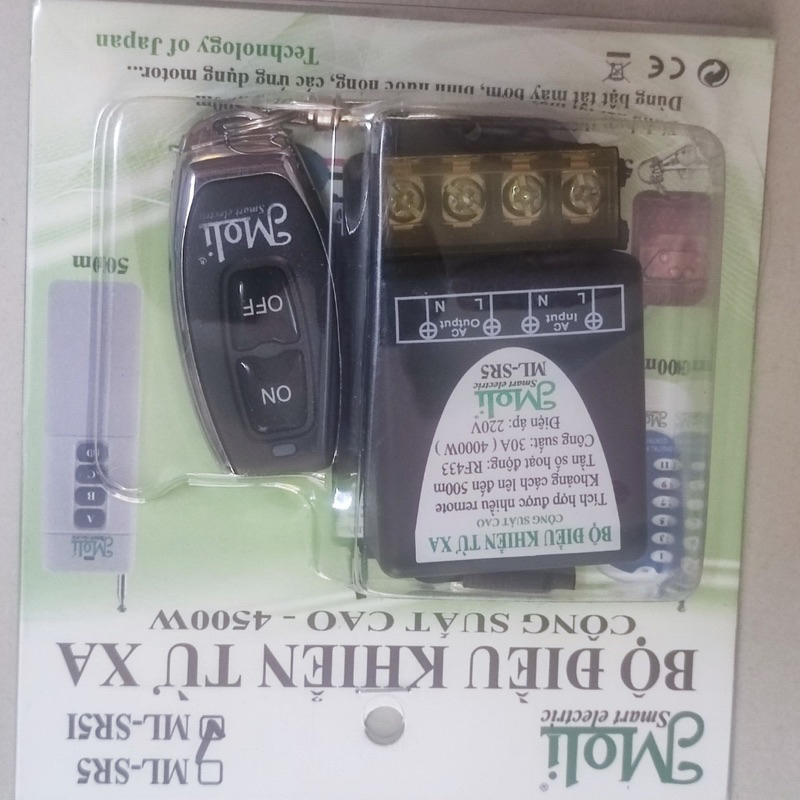 Moli®
Smart electric
ML-SR5
ML-SR5I
BỘ ĐIỀU KHIỂN TỪ XA
CÔNG SUẤT CAO - 4500W
BỘ ĐIỀU KHIỂN TỪ XA
CÔNG SUẤT CAO
Tích hợp được nhiều remote
Khoảng cách lên đến 500m
Tần số hoạt động: RF433
Công suất: 30A ( 4000W )
Điện áp: 220V
Moli
Smart electric
ML-SR5
AC Input
L N
AC Output
L N
ON
OFF
Moli®
Smart electric
Moli
A
B
C
D
Dùng bật tắt máy bơm, bình nước nóng, các ứng dụng motor...
Technology of Japan
CE